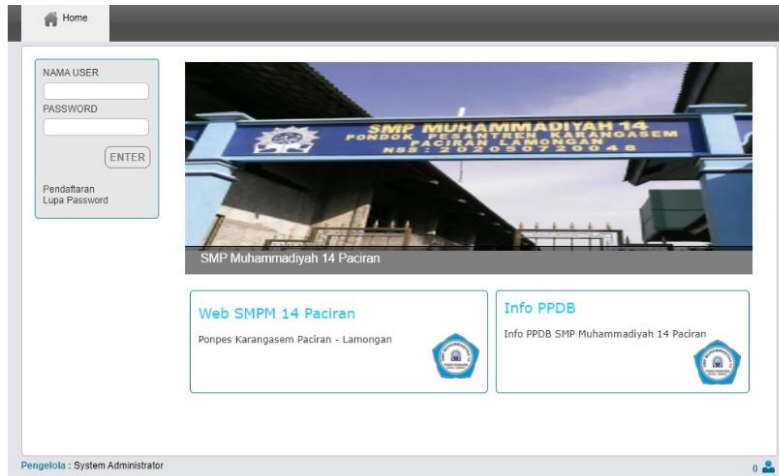 Home
NAMA USER
PASSWORD
ENTER
Pendaftaran
Lupa Password
SMP MUHAMMADIYAH 14
PONDOK PESANTREN KARANGASEM
PACIRAN LAMONGAN
NSS : 202050720046
SMP Muhammadiyah 14 Paciran
Web SMPM 14 Paciran
Ponpes Karangasem Paciran - Lamongan
Info PPDB
Info PPDB SMP Muhammadiyah 14 Paciran
Pengelola : System Administrator
0